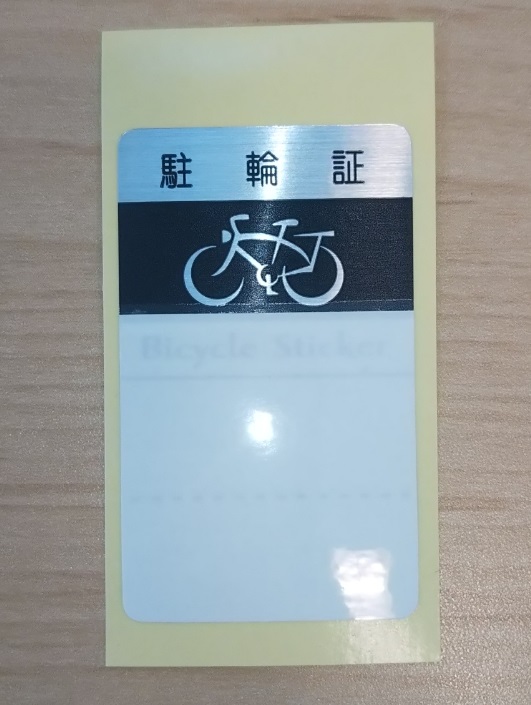 駐 輪 証
Bicycle Sticker